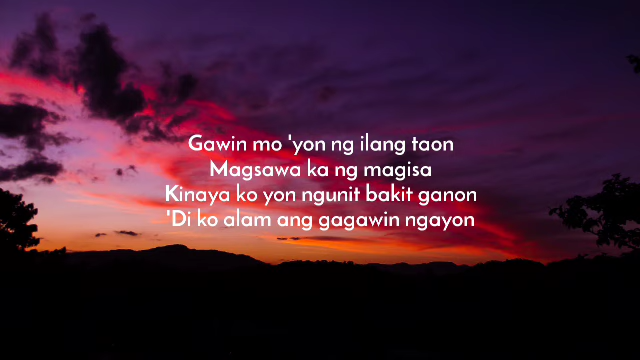 Gawin mo 'yon ng ilang taon
Magsawa ka ng magisa
Kinaya ko yon ngunit bakit ganon
'Di ko alam ang gagawin ngayon